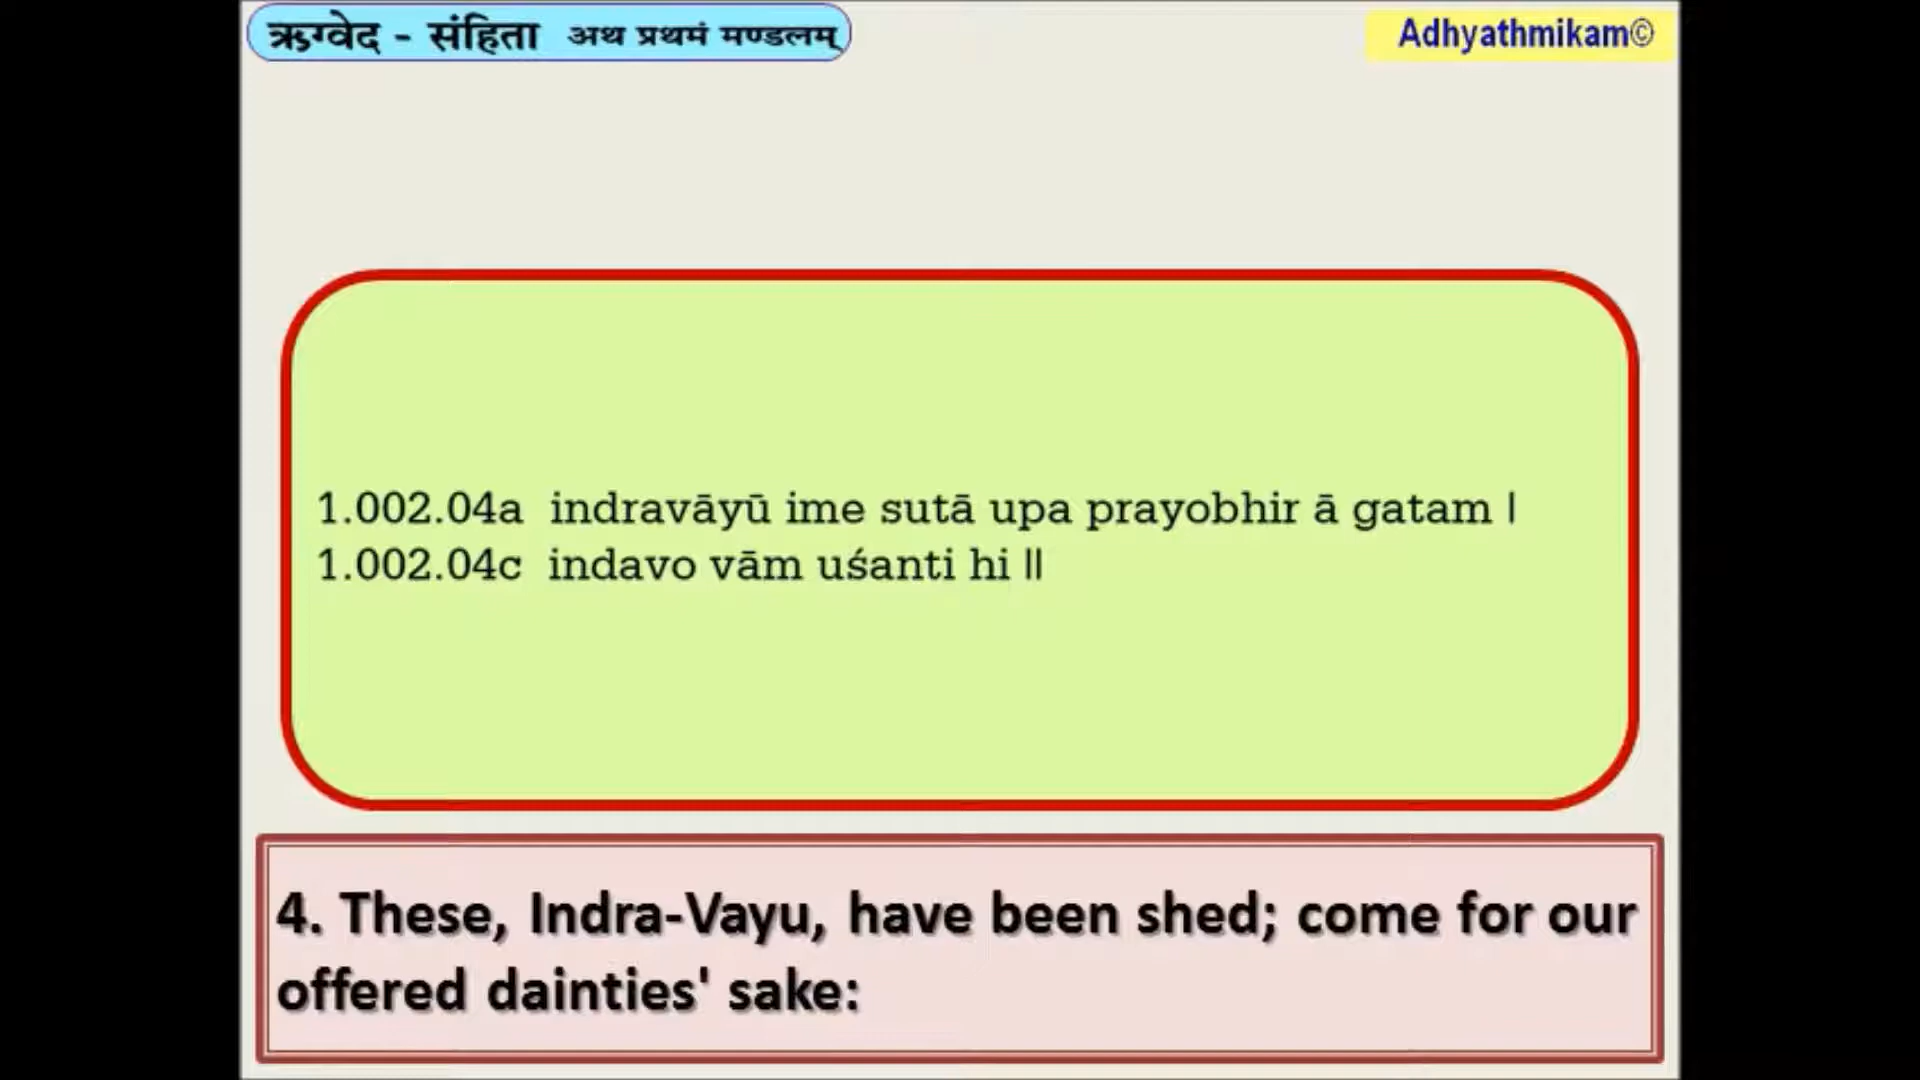 ऋग्वेद - संहिता अथ प्रथमं मण्डलम्
Adhyathmikam©
1.002.04a indravāyū ime sutā upa prayobhir ā gatam |
1.002.04c indavo vām uśanti hi ||
4. These, Indra-Vayu, have been shed; come for our
offered dainties' sake: